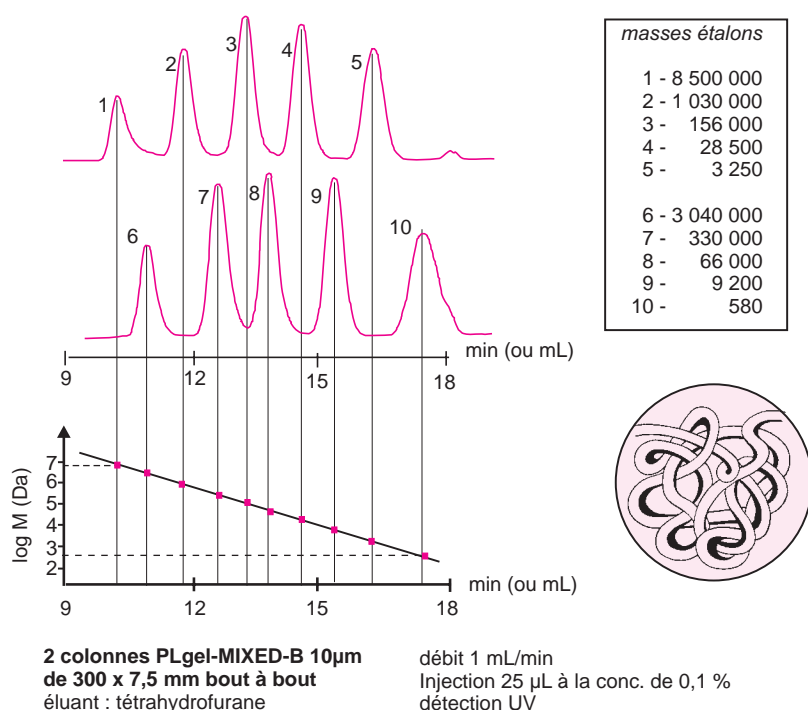 1
2
3
4
5
6
7
8
9
10
min (ou mL)
9
12
15
18
masses étalons
1 - 8 500 000
2 - 1 030 000
3 - 156 000
4 - 28 500
5 - 3 250
6 - 3 040 000
7 - 330 000
8 - 66 000
9 - 9 200
10 - 580
log M (Da)
7
6
5
4
3
2
min (ou mL)
9
12
15
18
2 colonnes PLgel-MIXED-B 10µm
de 300 x 7,5 mm bout à bout
éluant : tétrahydrofurane
débit 1 mL/min
Injection 25 µL à la conc. de 0,1 %
détection UV